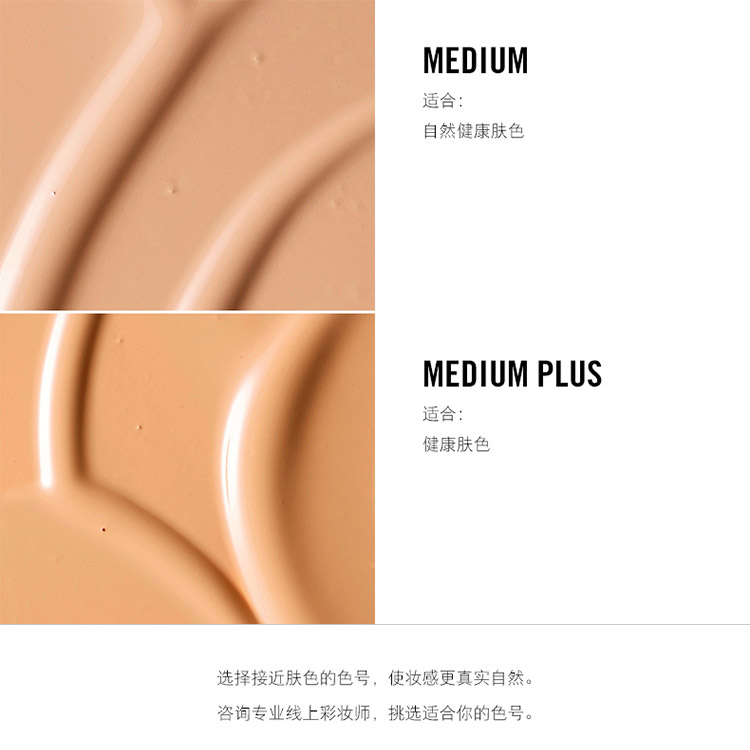 MEDIUM
适合：
自然健康肤色
MEDIUM PLUS
适合：
健康肤色
选择接近肤色的色号，使妆感更真实自然。
咨询专业线上彩妆师，挑选适合你的色号。